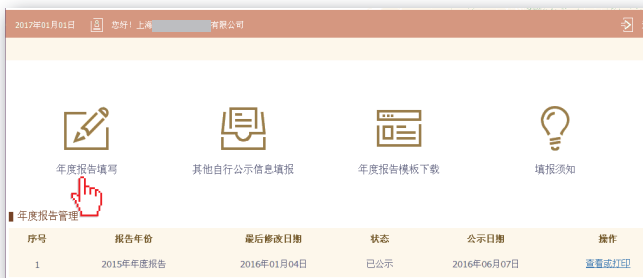 2017年01月01日 您好！上海 有限公司
年度报告填写 其他自行公示信息填报 年度报告模板下载 填报须知
年度报告管理
序号 报告年份 最后修改日期 状态 公示日期 操作
1 2015年年度报告 2016年01月04日 已公示 2016年06月07日 查看或打印